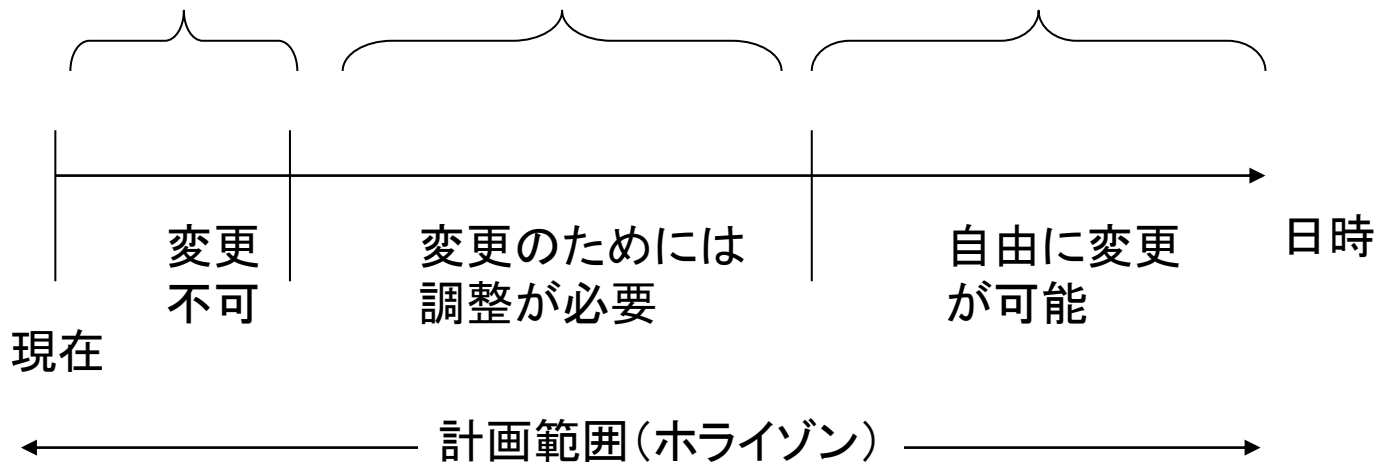 変更
不可
変更のためには
調整が必要
自由に変更
が可能
日時
現在
計画範囲（ホライゾン）